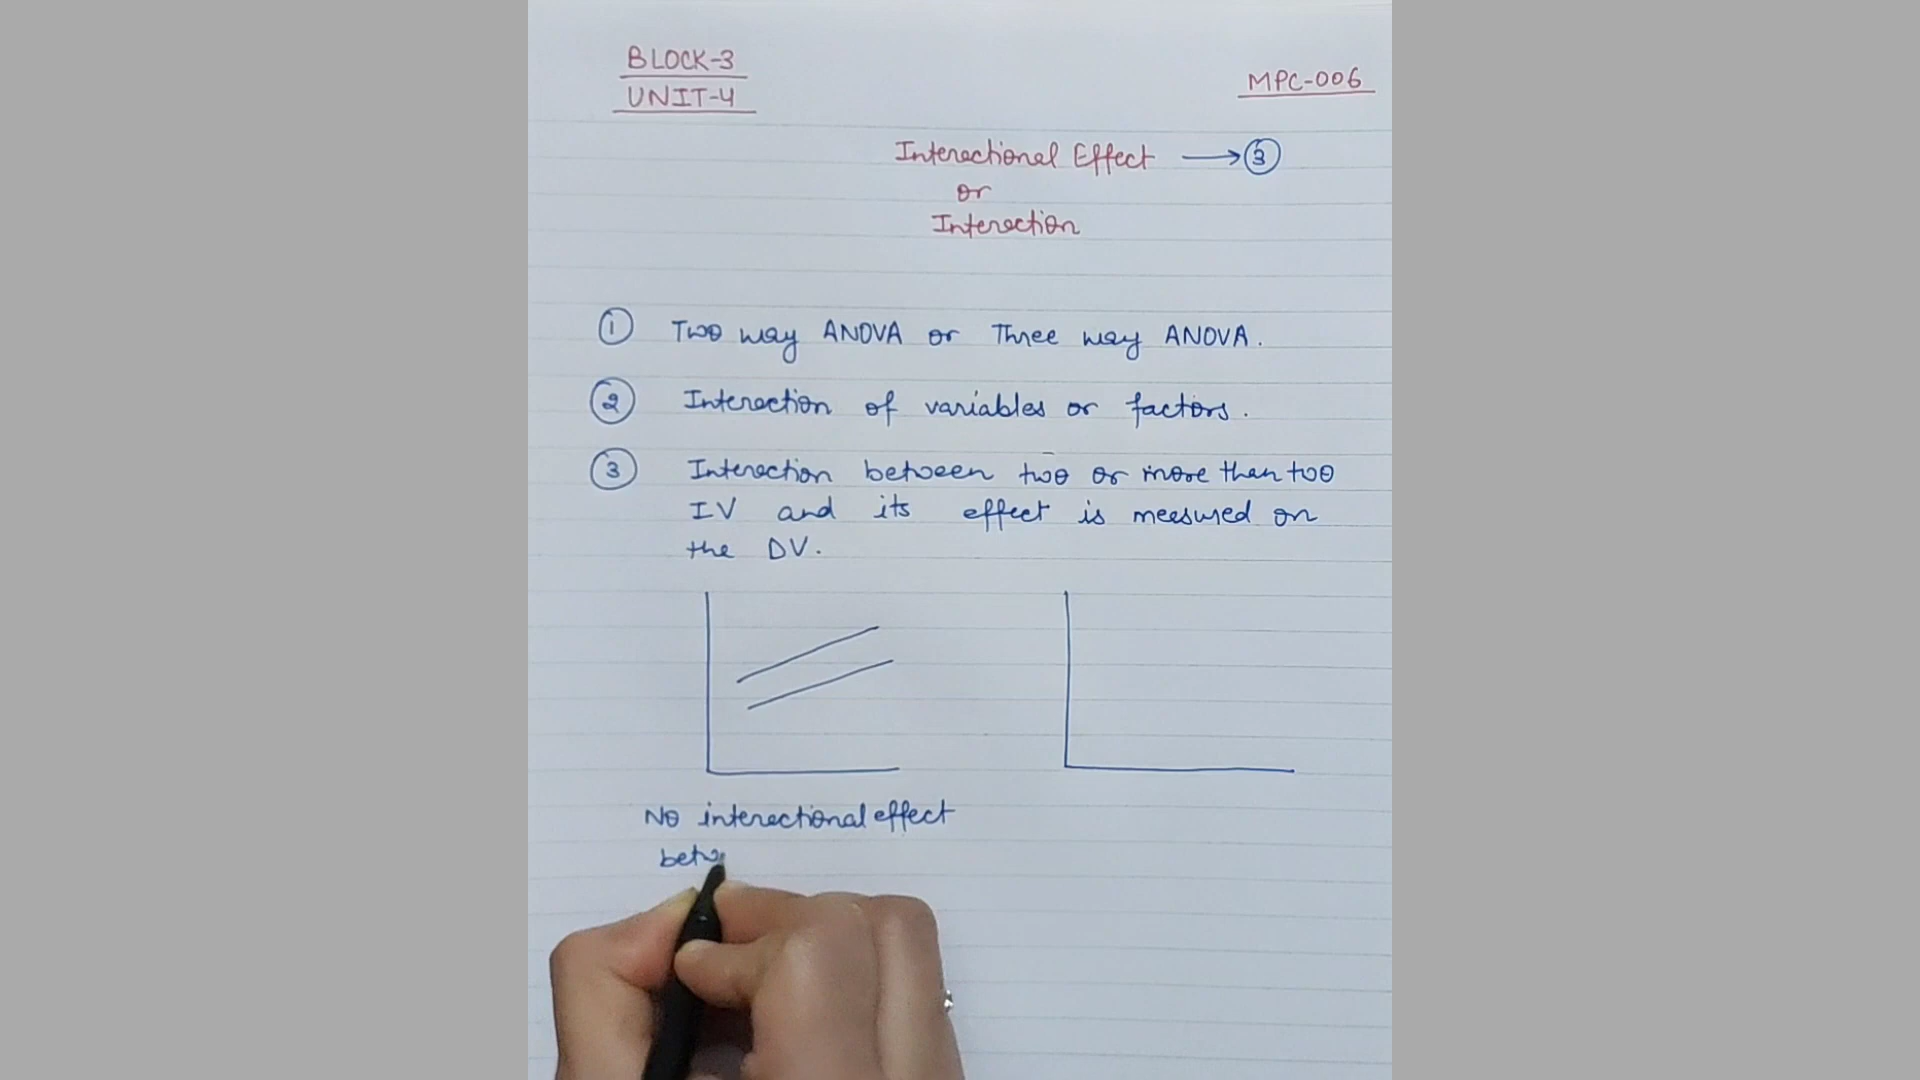 BLOCK-3
UNIT-4
MPC-006
Interactional Effect → 3
or
Interaction
1 Two way ANOVA or Three way ANOVA.
2 Interaction of variables or factors.
3 Interaction between two or more than two
IV and its effect is measured on
the DV.
No interactional effect
betw